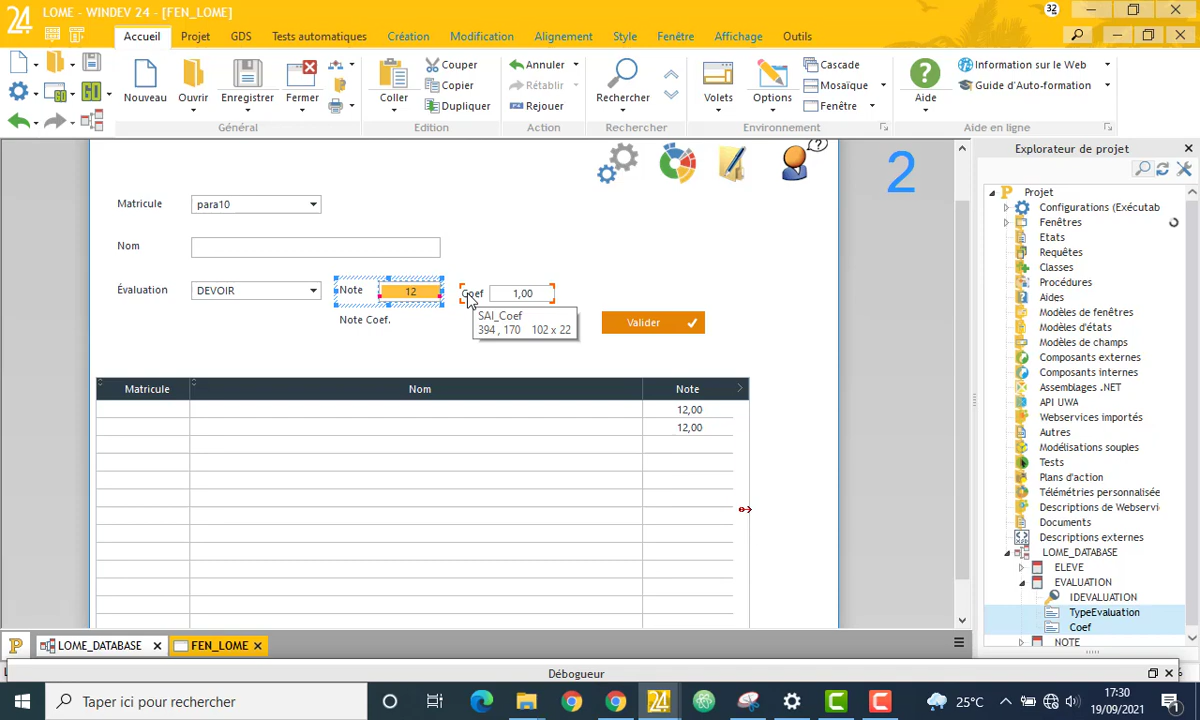 24 LOME - WINDEV 24 - [FEN_LOME] 32
Accueil Projet GDS Tests automatiques Création Modification Alignement Style Fenêtre Affichage Outils
GO GO
Nouveau Ouvrir Enregistrer Fermer
Général
Coller Couper Copier Dupliquer
Edition
Annuler Rétablir Rejouer
Action
Rechercher
Rechercher
Volets Options Cascade Mosaïque Fenêtre
Environnement
Aide Information sur le Web Guide d'Auto-formation
Aide en ligne
?
2
Matricule para10
Nom
Évaluation DEVOIR Note 12 Coef 1,00
SAI_Coef
394 , 170 102 x 22
Note Coef.
Valider
Matricule Nom Note
12,00
12,00
Explorateur de projet
Projet
Configurations (Exécutab
Fenêtres
Etats
Requêtes
Classes
Procédures
Aides
Modèles de fenêtres
Modèles d'états
Modèles de champs
Composants externes
Composants internes
Assemblages .NET
API UWA
Webservices importés
Autres
Modélisations souples
Tests
Plans d'action
Télémétries personnalisée
Descriptions de Webservi
Documents
Descriptions externes
LOME_DATABASE
ELEVE
EVALUATION
IDEVALUATION
TypeEvaluation
Coef
NOTE
LOME_DATABASE FEN_LOME
Débogueur
Taper ici pour rechercher
24
25°C
17:30
19/09/2021
1